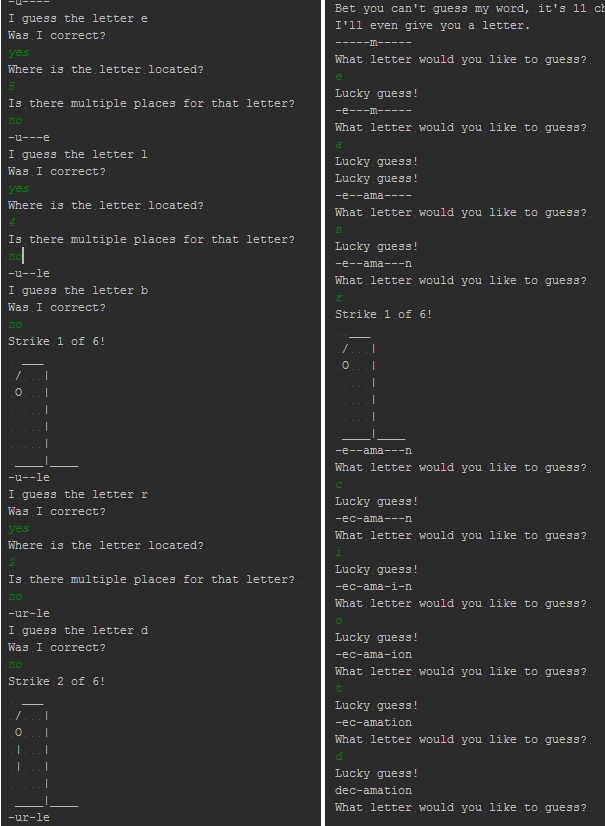 -u----
I guess the letter e
Was I correct?
yes
Where is the letter located?
5
Is there multiple places for that letter?
no
-u---e
I guess the letter l
Was I correct?
yes
Where is the letter located?
4
Is there multiple places for that letter?
no
-u--le
I guess the letter b
Was I correct?
no
Strike 1 of 6!
___
/   |
O   |
|
|
|
____|____
-u--le
I guess the letter r
Was I correct?
yes
Where is the letter located?
2
Is there multiple places for that letter?
no
-ur-le
I guess the letter d
Was I correct?
no
Strike 2 of 6!
___
/   |
O   |
|   |
|   |
|
____|____
-ur-le
Bet you can't guess my word, it's 11 ch
I'll even give you a letter.
-----m-----
What letter would you like to guess?
e
Lucky guess!
-e---m-----
What letter would you like to guess?
a
Lucky guess!
Lucky guess!
-e--ama----
What letter would you like to guess?
n
Lucky guess!
-e--ama---n
What letter would you like to guess?
r
Strike 1 of 6!
___
/   |
O   |
|
|
|
____|____
-e--ama---n
What letter would you like to guess?
c
Lucky guess!
-ec-ama---n
What letter would you like to guess?
i
Lucky guess!
-ec-ama-i-n
What letter would you like to guess?
o
Lucky guess!
-ec-ama-ion
What letter would you like to guess?
t
Lucky guess!
-ec-amation
What letter would you like to guess?
d
Lucky guess!
dec-amation
What letter would you like to guess?